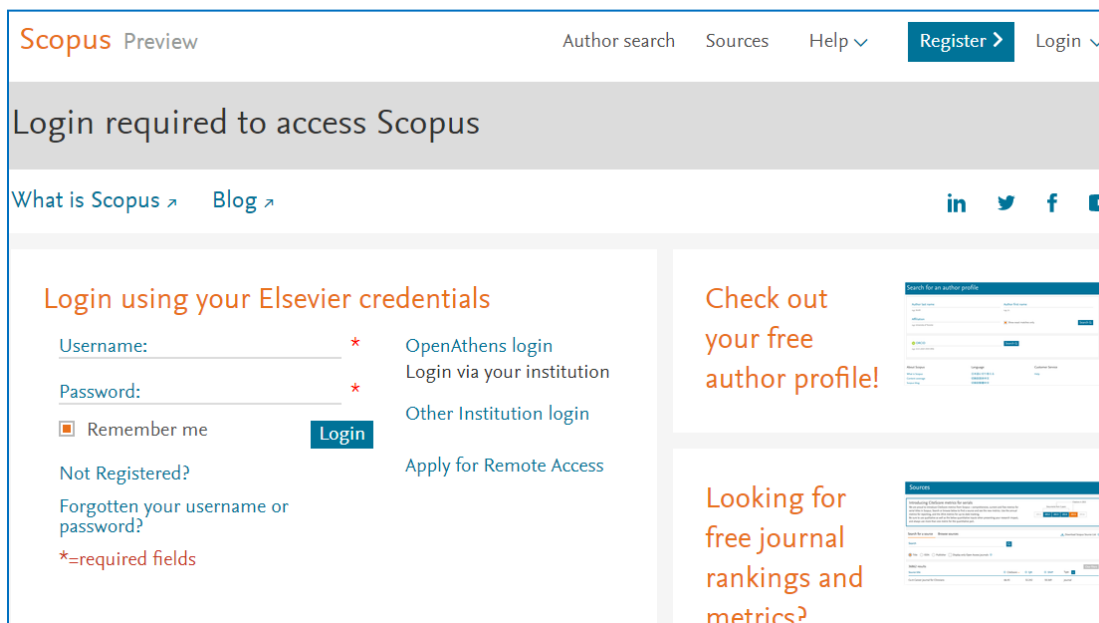 Scopus Preview
Author search
Sources
Help
Register
Login
Login required to access Scopus
What is Scopus
Blog
Login using your Elsevier credentials
Username: *
Password: *
Remember me
Login
Not Registered?
Forgotten your username or
password?
*=required fields
OpenAthens login
Login via your institution
Other Institution login
Apply for Remote Access
Check out
your free
author profile!
Search for an author profile
Looking for
free journal
rankings and
metrics?
Sources